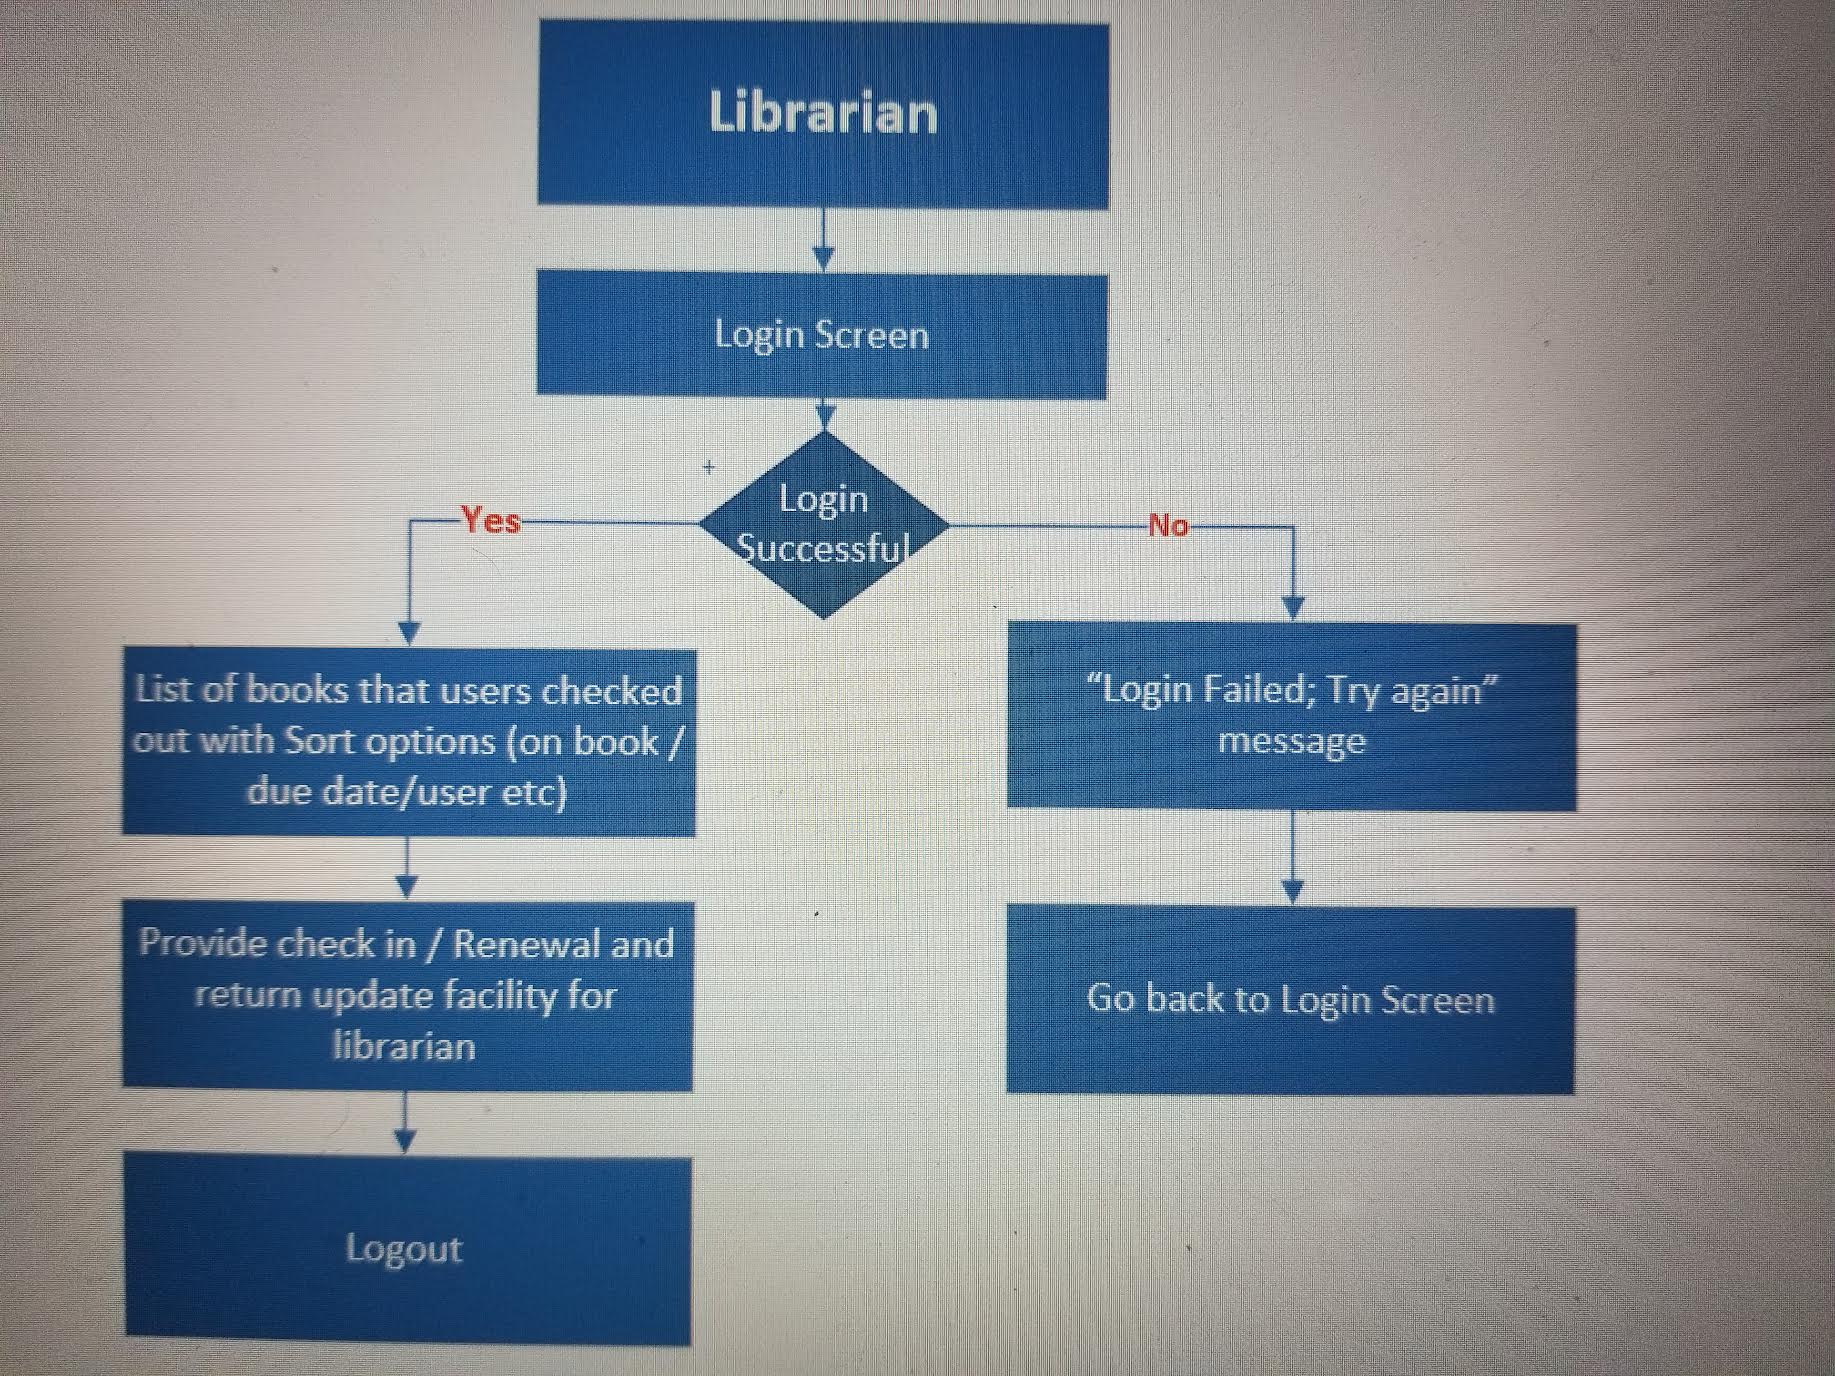 Librarian
Login Screen
Login
Successful
Yes
No
List of books that users checked
out with Sort options (on book /
due date/user etc)
"Login Failed; Try again"
message
Provide check in / Renewal and
return update facility for
librarian
Go back to Login Screen
Logout